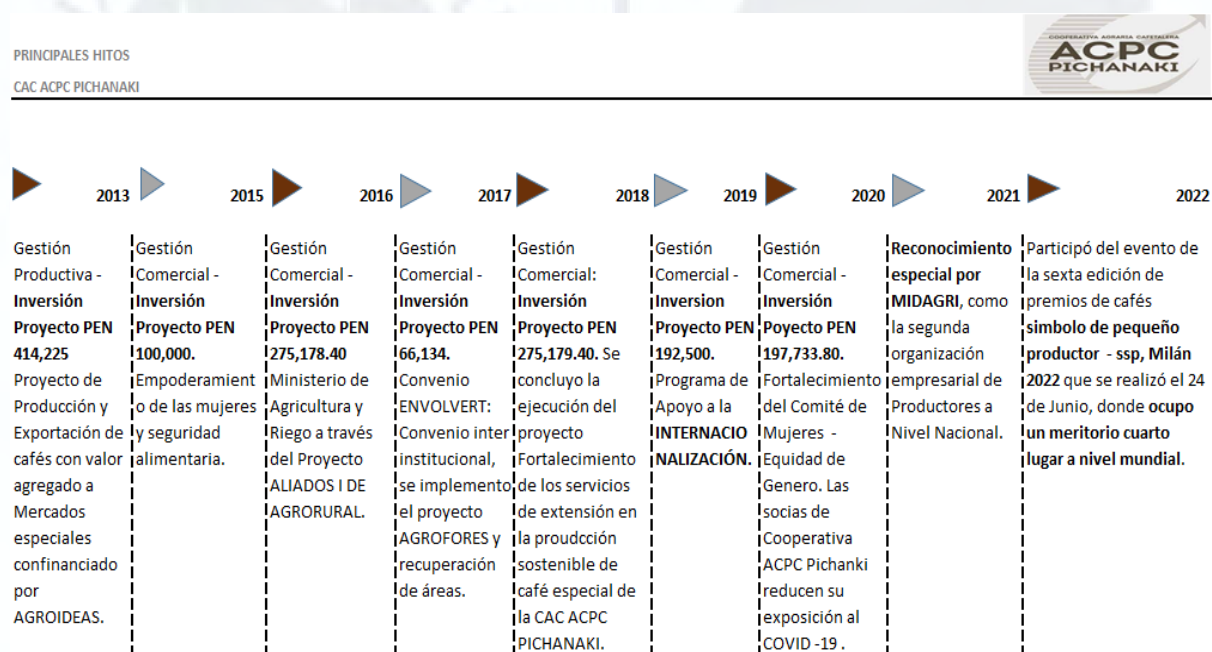 PRINCIPALES HITOS
CAC ACPC PICHANAKI
COOPERATIVA AGRARIA CAFETALERA
ACPC
PICHANAKI
2013
Gestión
Productiva -
Inversión
Proyecto PEN
414,225
Proyecto de
Producción y
Exportación de
cafés con valor
agregado a
Mercados
especiales
confinanciado
por
AGROIDEAS.
2015
Gestión
Comercial -
Inversión
Proyecto PEN
100,000.
Empoderamient
o de las mujeres
y seguridad
alimentaria.
2016
Gestión
Comercial -
Inversión
Proyecto PEN
275,178.40
Ministerio de
Agricultura y
Riego a través
del Proyecto
ALIADOS I DE
AGRORURAL.
2017
Gestión
Comercial -
Inversión
Proyecto PEN
66,134.
Convenio
ENVOLVERT:
Convenio inter
institucional,
se implemento
el proyecto
AGROFORES y
recuperación
de áreas.
2018
Gestión
Comercial:
Inversión
Proyecto PEN
275,179.40. Se
concluyo la
ejecución del
proyecto
Fortalecimiento
de los servicios
de extensión en
la proudcción
sostenible de
café especial de
la CAC ACPC
PICHANAKI.
2019
Gestión
Comercial -
Inversion
Proyecto PEN
192,500.
Programa de
Apoyo a la
INTERNACIO
NALIZACIÓN.
2020
Gestión
Comercial -
Inversión
Poyecto PEN
197,733.80.
Fortalecimiento
del Comité de
Mujeres -
Equidad de
Genero. Las
socias de
Cooperativa
ACPC Pichanki
reducen su
exposición al
COVID -19 .
2021
Reconocimiento
especial por
MIDAGRI, como
la segunda
organización
empresarial de
Productores a
Nivel Nacional.
2022
Participó del evento de
la sexta edición de
premios de cafés
simbolo de pequeño
productor - ssp, Milán
2022 que se realizó el 24
de Junio, donde ocupo
un meritorio cuarto
lugar a nivel mundial.